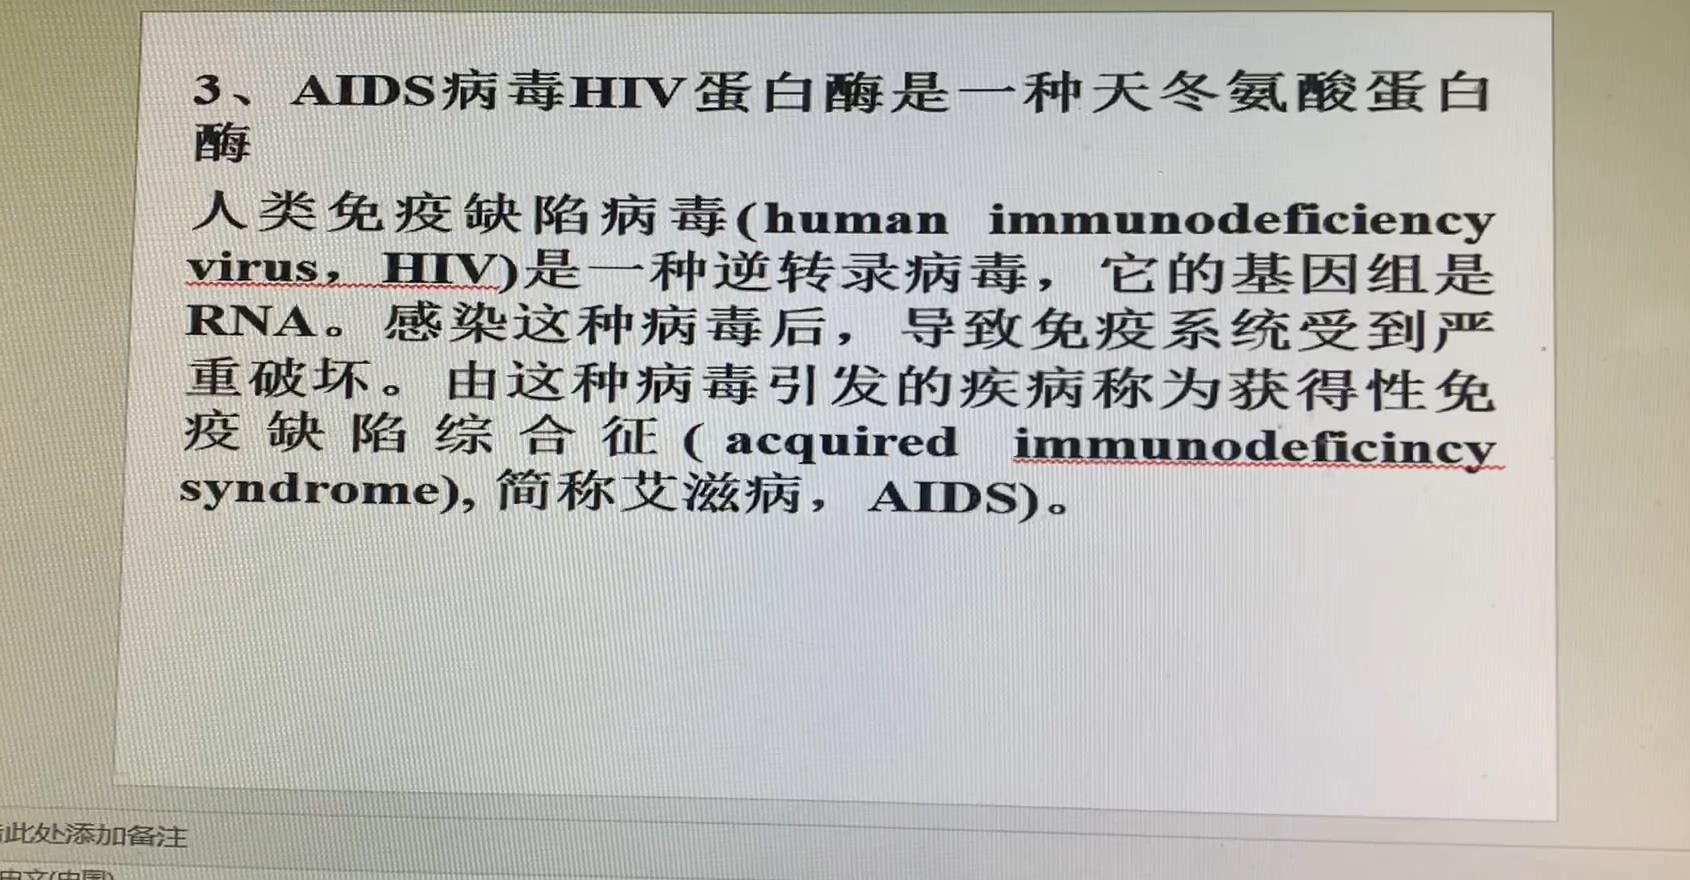 3、AIDS病毒HIV蛋白酶是一种天冬氨酸蛋白
酶
人类免疫缺陷病毒(human immunodeficiency
virus，HIV)是一种逆转录病毒，它的基因组是
RNA。感染这种病毒后，导致免疫系统受到严
重破坏。由这种病毒引发的疾病称为获得性免
疫缺陷综合征(acquired immunodeficincy
syndrome), 简称艾滋病，AIDS)。
此处添加备注
中文(中国)